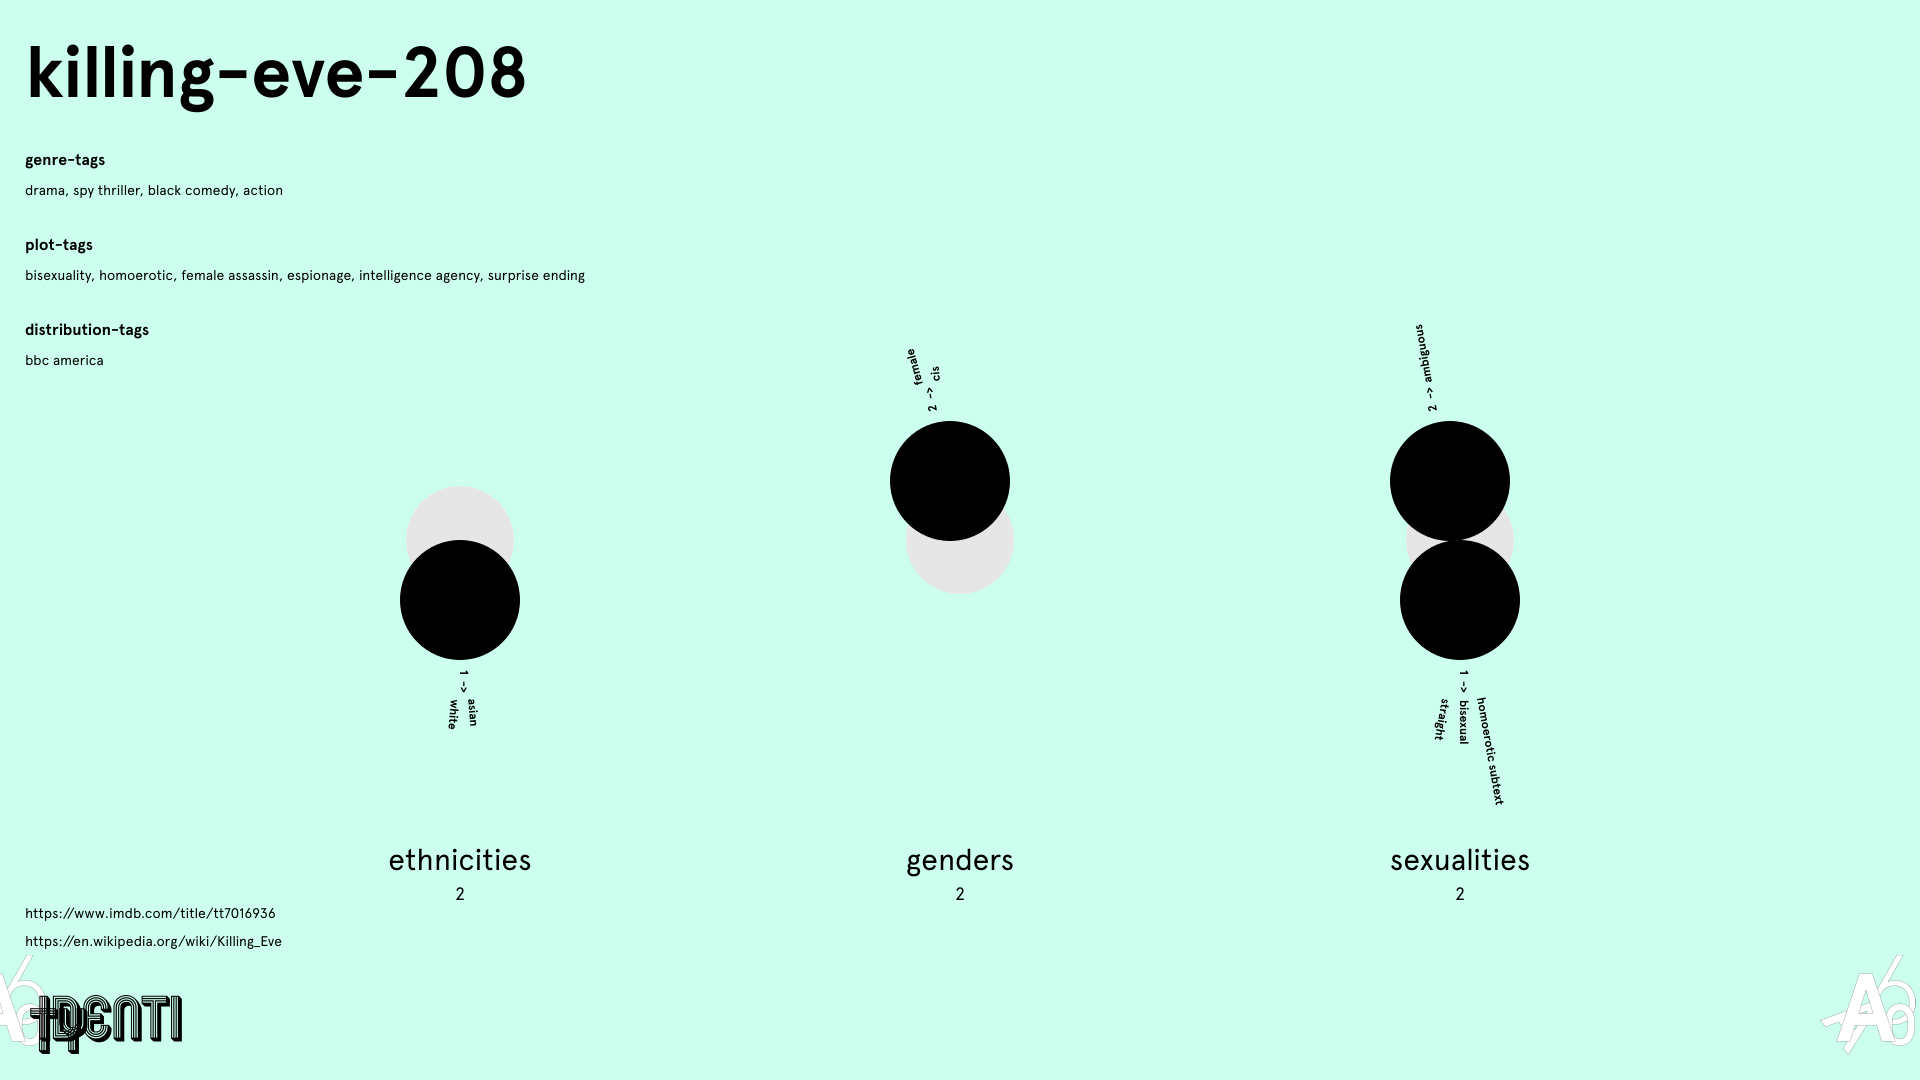 killing-eve-208
genre-tags
drama, spy thriller, black comedy, action
plot-tags
bisexuality, homoerotic, female assassin, espionage, intelligence agency, surprise ending
distribution-tags
bbc america
2 -> female
cis
2 -> ambiguous
1 -> asian
white
1 -> bisexual
straight
homoerotic subtext
ethnicities
2
genders
2
sexualities
2
https://www.imdb.com/title/tt7016936
https://en.wikipedia.org/wiki/Killing_Eve
IDENTI